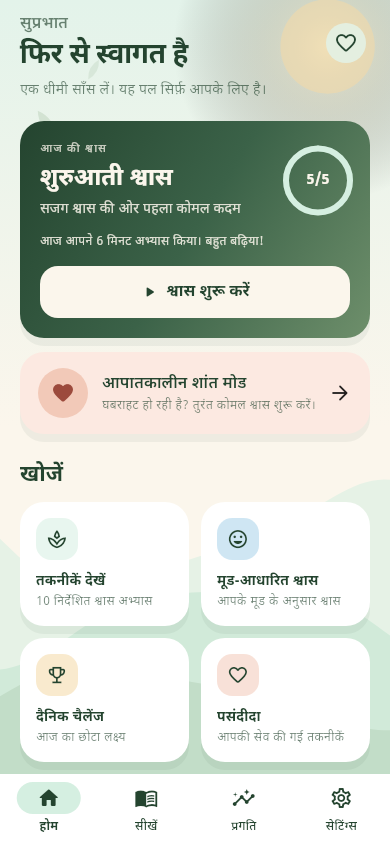 सुप्रभात
फिर से स्वागत है
एक धीमी साँस लें। यह पल सिर्फ़ आपके लिए है।
आज की श्वास
शुरुआती श्वास
सजग श्वास की ओर पहला कोमल कदम
5/5
आज आपने 6 मिनट अभ्यास किया। बहुत बढ़िया!
श्वास शुरू करें
आपातकालीन शांत मोड
घबराहट हो रही है? तुरंत कोमल श्वास शुरू करें।
खोजें
तकनीकें देखें
10 निर्देशित श्वास अभ्यास
मूड-आधारित श्वास
आपके मूड के अनुसार श्वास
दैनिक चैलेंज
आज का छोटा लक्ष्य
पसंदीदा
आपकी सेव की गई तकनीकें
होम
सीखें
प्रगति
सेटिंग्स